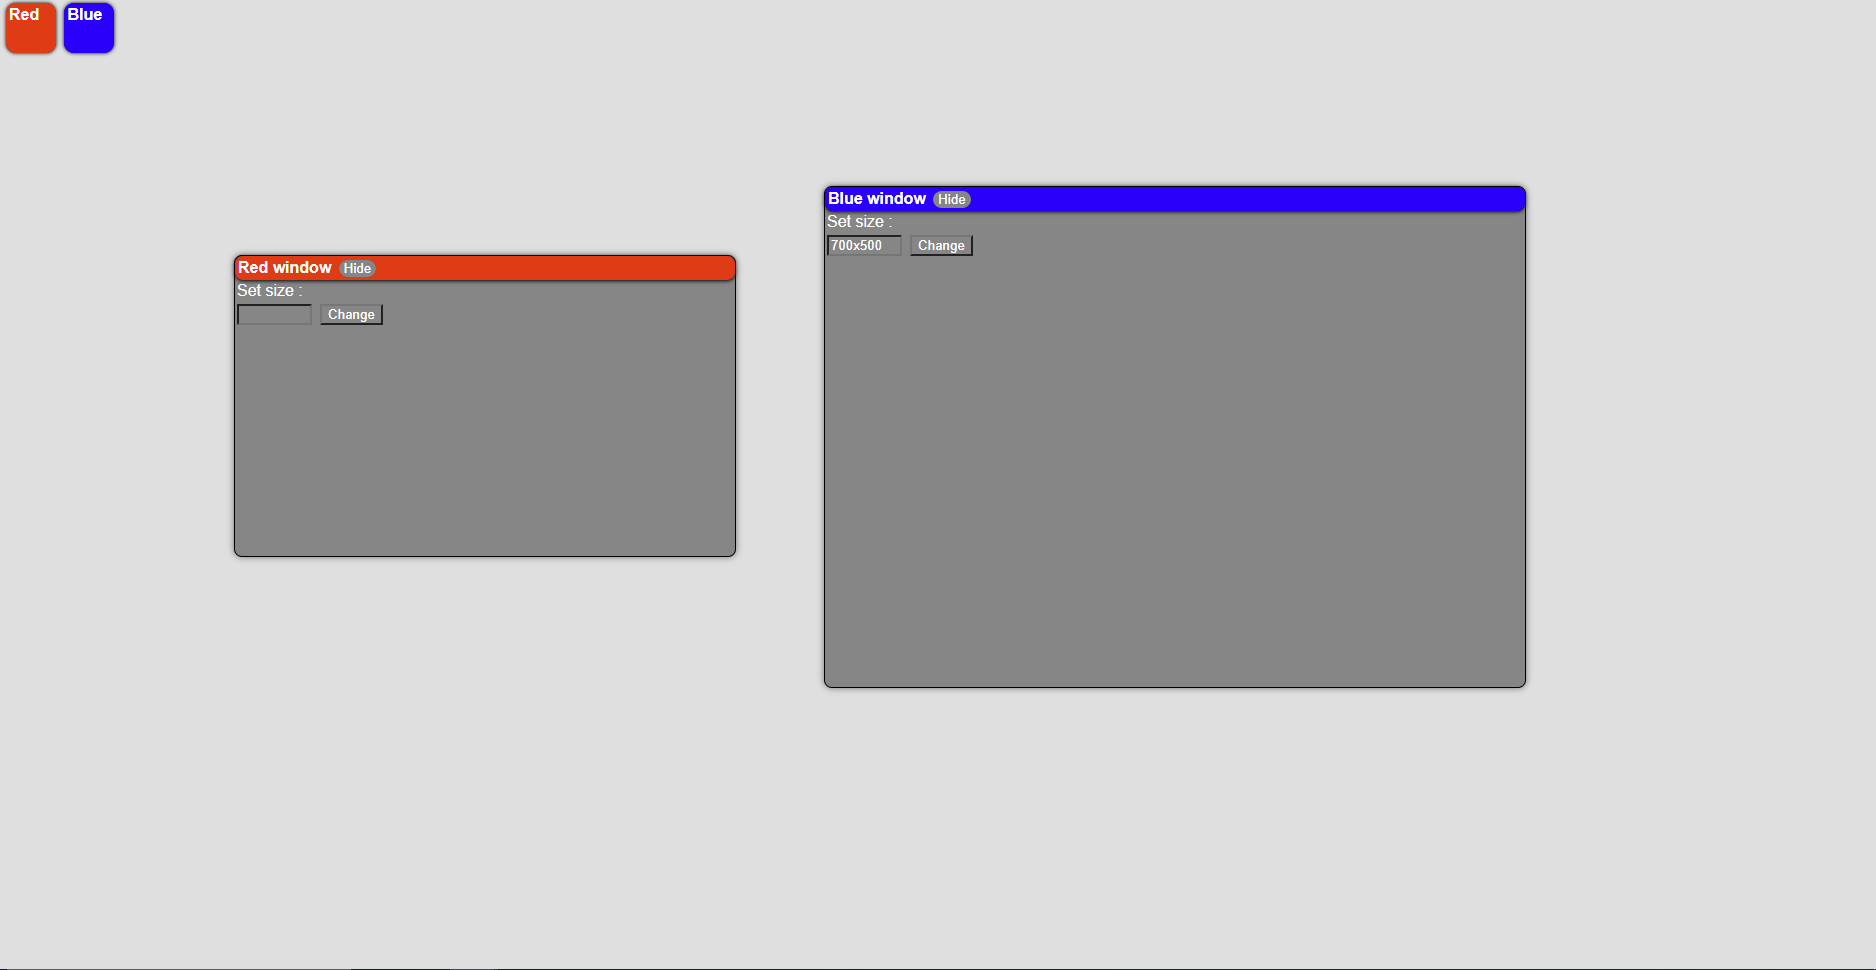 Red
Blue
Red window Hide
Set size :
Change
Blue window Hide
Set size :
700x500 Change